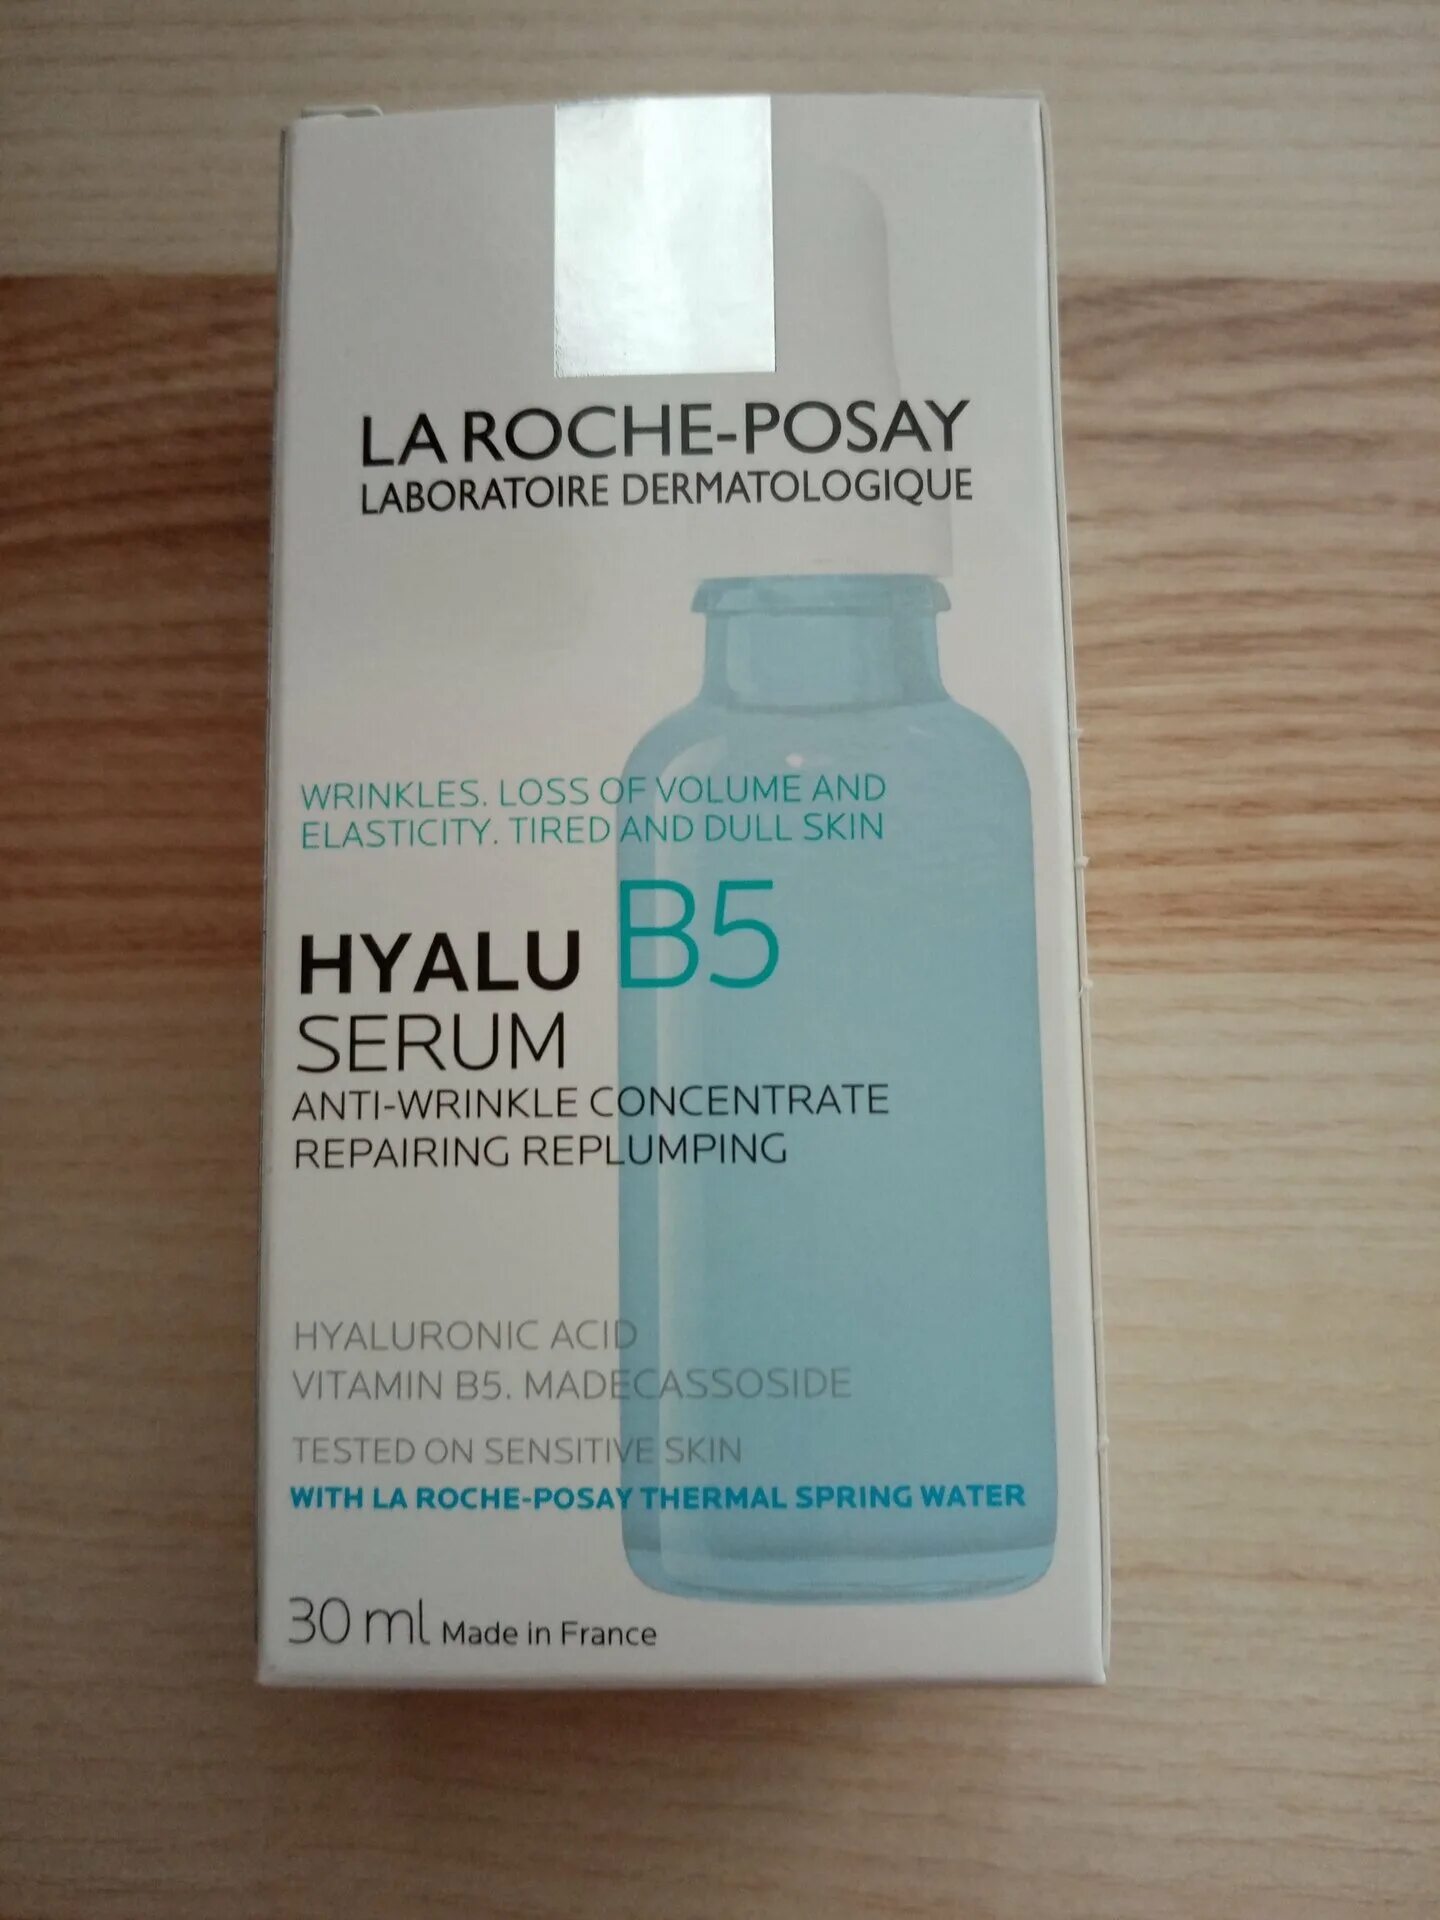 LA ROCHE-POSAY
LABORATOIRE DERMATOLOGIQUE
WRINKLES. LOSS OF VOLUME AND
ELASTICITY. TIRED AND DULL SKIN
HYALU B5
SERUM
ANTI-WRINKLE CONCENTRATE
REPAIRING REPLUMPING
HYALURONIC ACID
VITAMIN B5. MADECASSOSIDE
TESTED ON SENSITIVE SKIN
WITH LA ROCHE-POSAY THERMAL SPRING WATER
30 ml Made in France